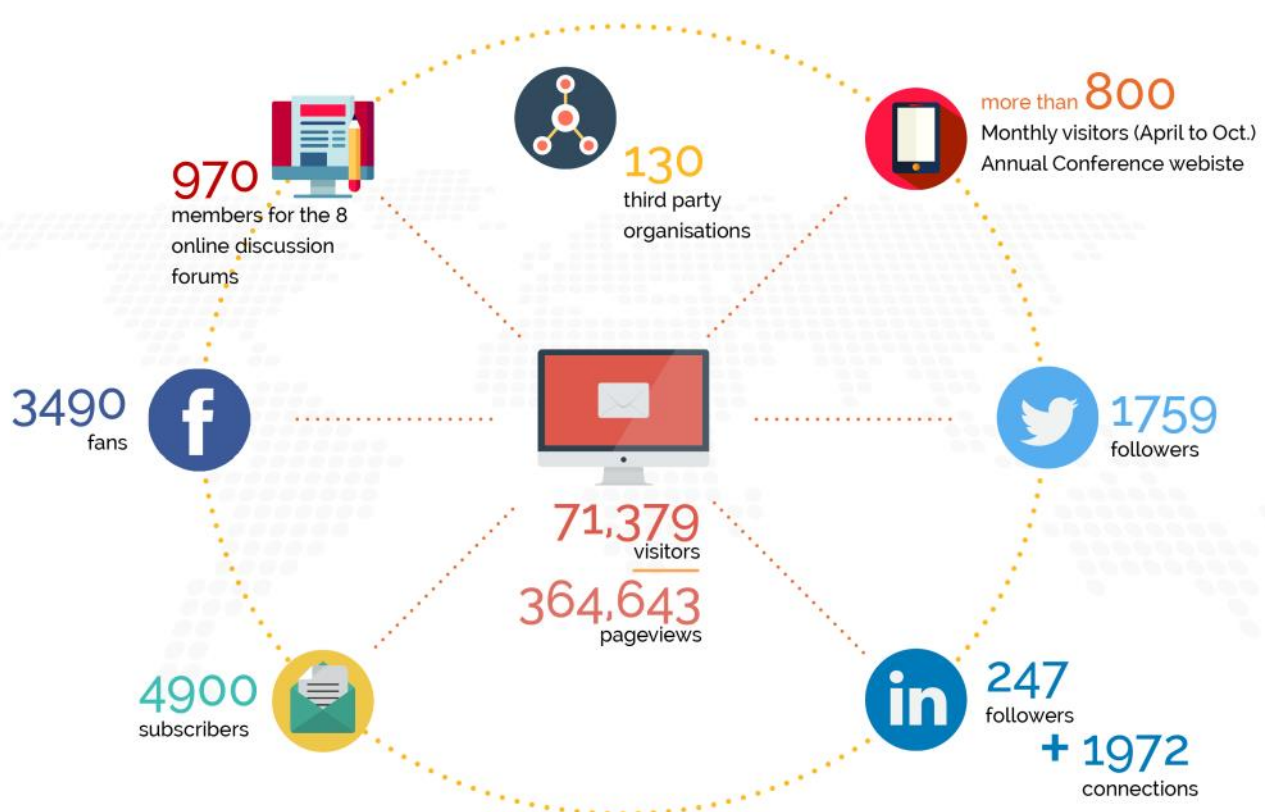 970
members for the 8
online discussion
forums
130
third party
organisations
more than 800
Monthly visitors (April to Oct.)
Annual Conference webiste
3490
fans
f
1759
followers
71,379
visitors
364,643
pageviews
4900
subscribers
in
247
followers
+ 1972
connections